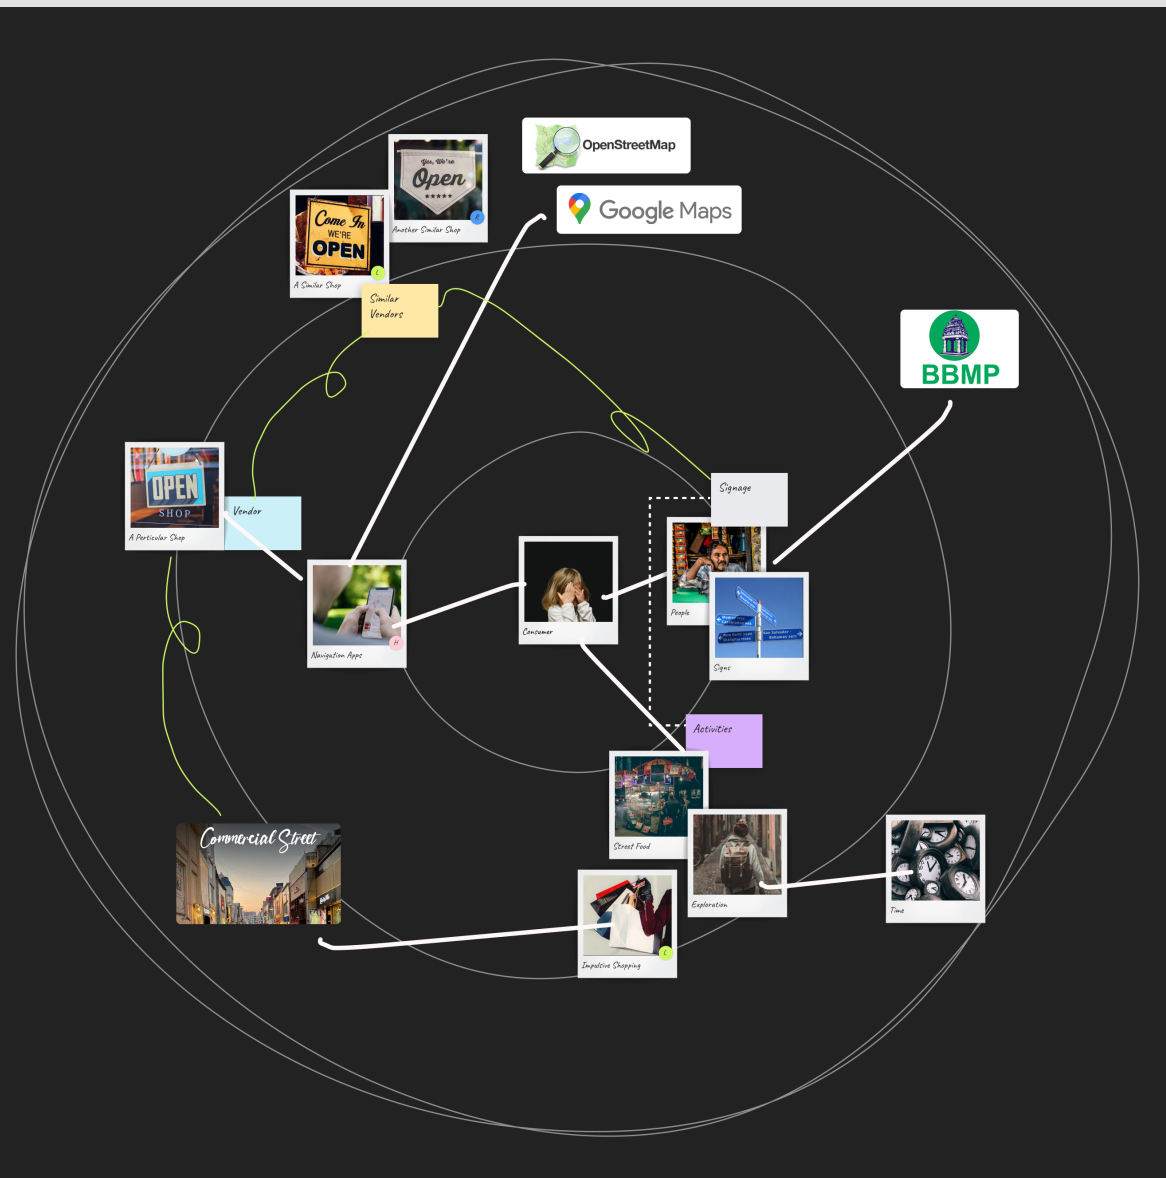 OpenStreetMap
Google Maps
Yes, We're
Open
Another Similar Shop
Come In
WE'RE
OPEN
A Similar Shop
L
Similar
Vendors
BBMP
OPEN
SHOP
A Perticular Shop
Vendor
Signage
People
Signs
Consumer
Navigation Apps
H
Activities
Street Food
Exploration
Time
Commercial Street
Impulsive Shopping
L